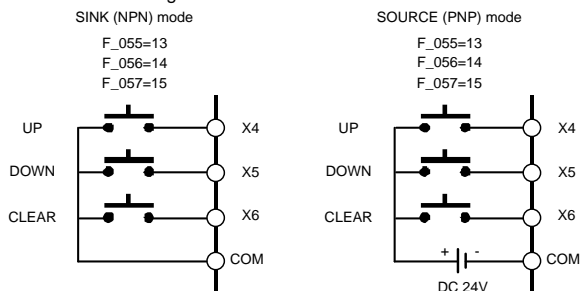 SINK (NPN) mode
F_055=13
F_056=14
F_057=15
UP
X4
DOWN
X5
CLEAR
X6
COM
SOURCE (PNP) mode
F_055=13
F_056=14
F_057=15
UP
X4
DOWN
X5
CLEAR
X6
+ -
COM
DC 24V